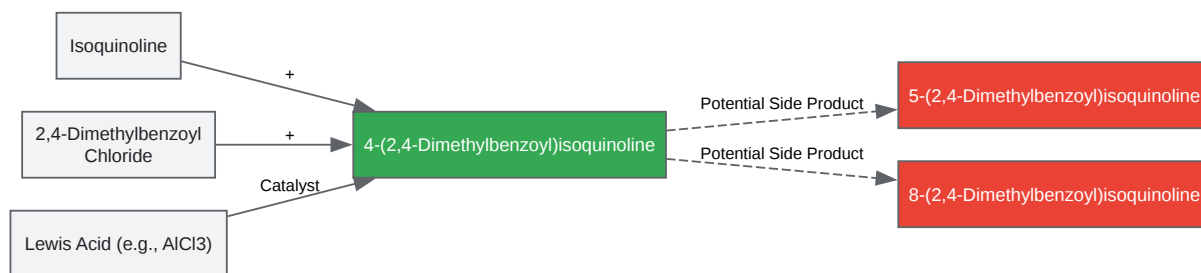 Isoquinoline
+
2,4-Dimethylbenzoyl
Chloride
+
Lewis Acid (e.g., AlCl3)
Catalyst
4-(2,4-Dimethylbenzoyl)isoquinoline
Potential Side Product
5-(2,4-Dimethylbenzoyl)isoquinoline
Potential Side Product
8-(2,4-Dimethylbenzoyl)isoquinoline